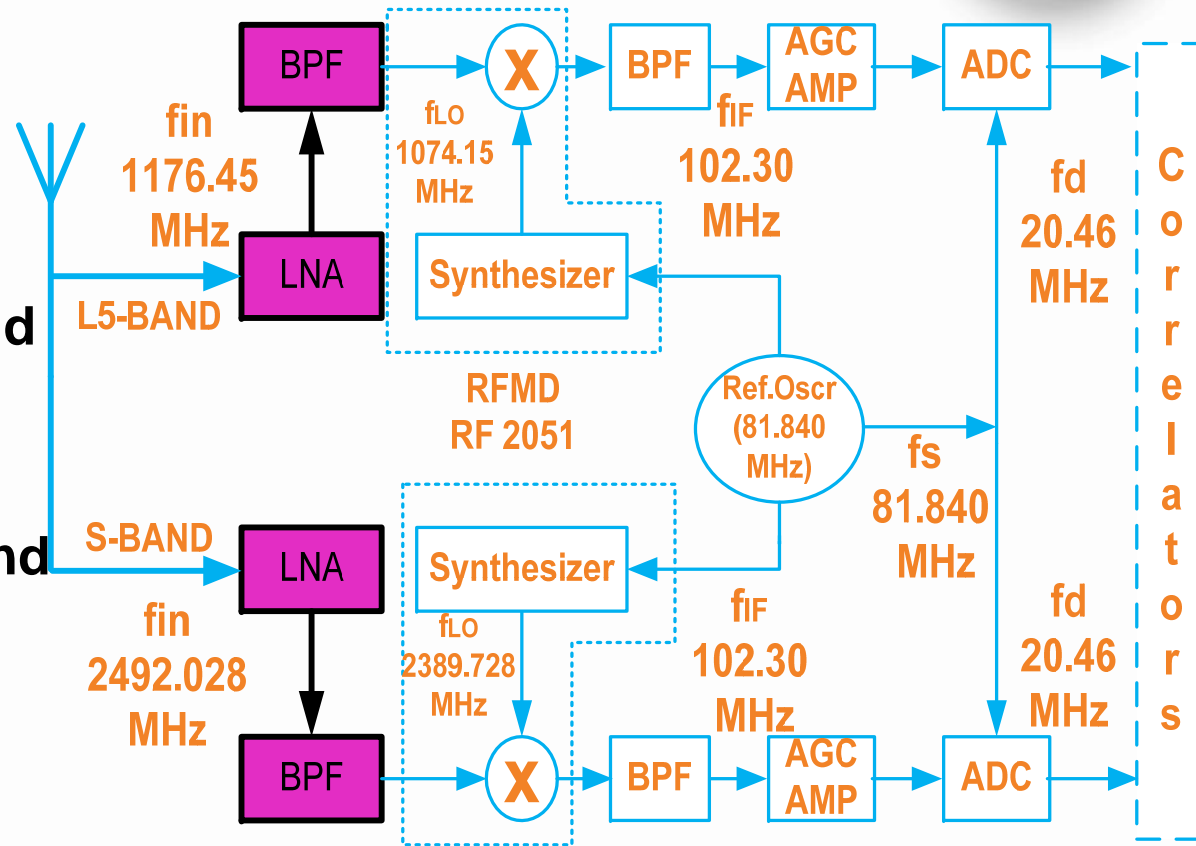 BPF
X
BPF
AGC
AMP
ADC
fin
1176.45
MHz
fLO
1074.15
MHz
fIF
102.30
MHz
fd
20.46
MHz
LNA
Synthesizer
L5-BAND
d
RFMD
RF 2051
Ref.Oscr
(81.840
MHz)
fs
81.840
MHz
S-BAND
nd
LNA
Synthesizer
fin
2492.028
MHz
fLO
2389.728
MHz
fIF
102.30
MHz
fd
20.46
MHz
BPF
X
BPF
AGC
AMP
ADC
C
o
r
r
e
l
a
t
o
r
s